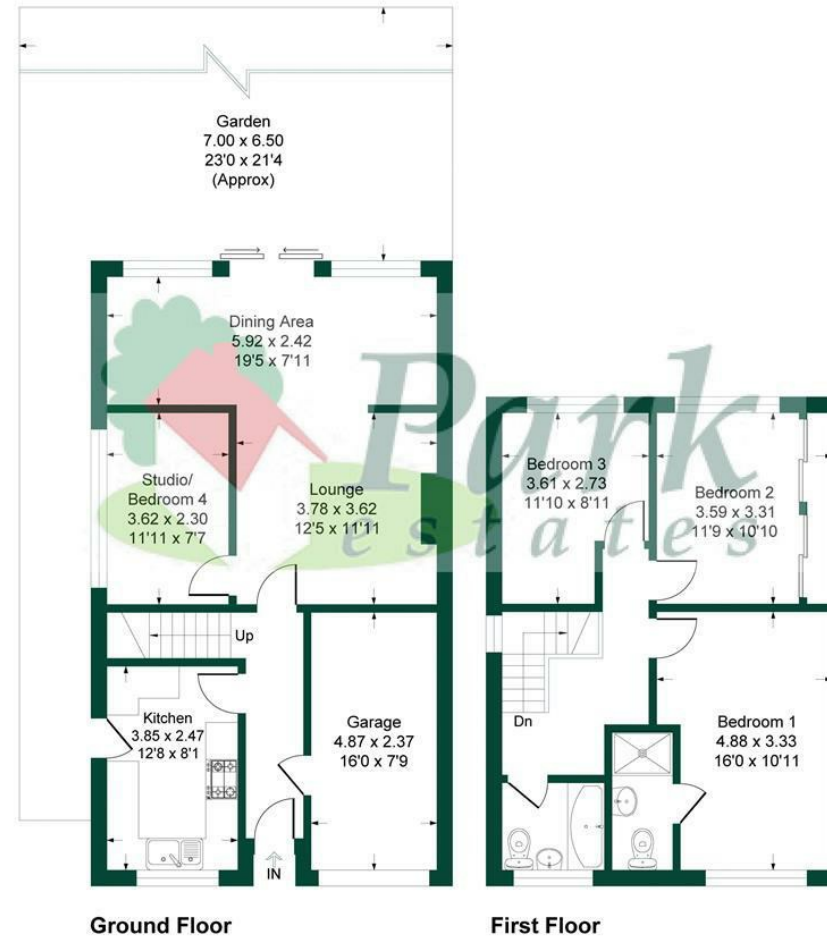 Garden
7.00 x 6.50
23'0 x 21'4
(Approx)
Dining Area
5.92 x 2.42
19'5 x 7'11
Studio/
Bedroom 4
3.62 x 2.30
11'11 x 7'7
Lounge
3.78 x 3.62
12'5 x 11'11
Up
Kitchen
3.85 x 2.47
12'8 x 8'1
Garage
4.87 x 2.37
16'0 x 7'9
IN
Ground Floor
Bedroom 3
3.61 x 2.73
11'10 x 8'11
Bedroom 2
3.59 x 3.31
11'9 x 10'10
Dn
Bedroom 1
4.88 x 3.33
16'0 x 10'11
First Floor
Park
estates